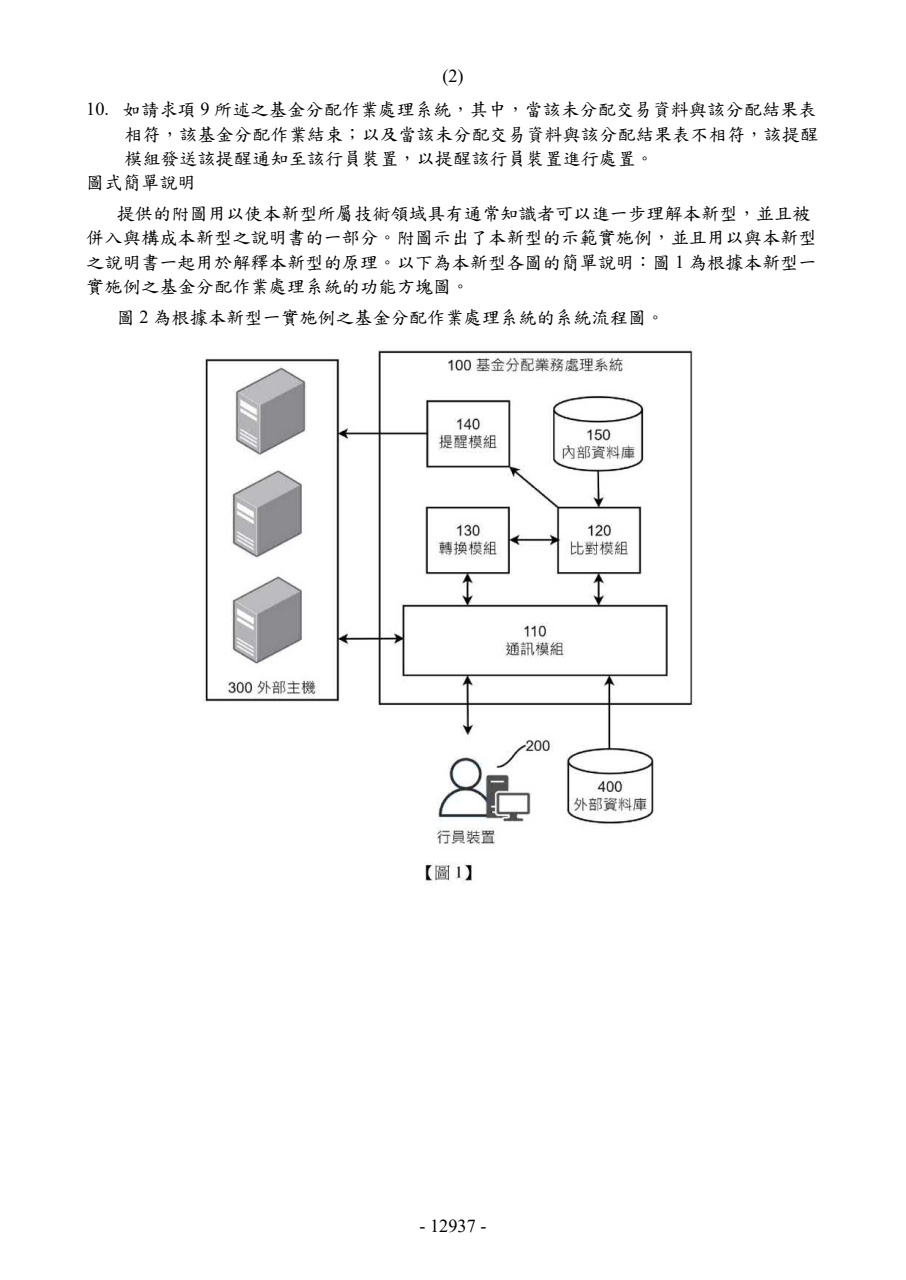 (2)
10. 如請求項 9 所述之基金分配作業處理系統，其中，當該未分配交易資料與該分配結果表
相符，該基金分配作業結束；以及當該未分配交易資料與該分配結果表不相符，該提醒
模組發送該提醒通知至該行員裝置，以提醒該行員裝置進行處置。
圖式簡單說明
提供的附圖用以使本新型所屬技術領域具有通常知識者可以進一步理解本新型，並且被
併入與構成本新型之說明書的一部分。附圖示出了本新型的示範實施例，並且用以與本新型
之說明書一起用於解釋本新型的原理。以下為本新型各圖的簡單說明：圖 1 為根據本新型一
實施例之基金分配作業處理系統的功能方塊圖。
圖 2 為根據本新型一實施例之基金分配作業處理系統的系統流程圖。
100 基金分配業務處理系統
140
提醒模組
150
內部資料庫
130
轉換模組
120
比對模組
110
通訊模組
300 外部主機
200
400
外部資料庫
行員裝置
【圖 1】
- 12937 -